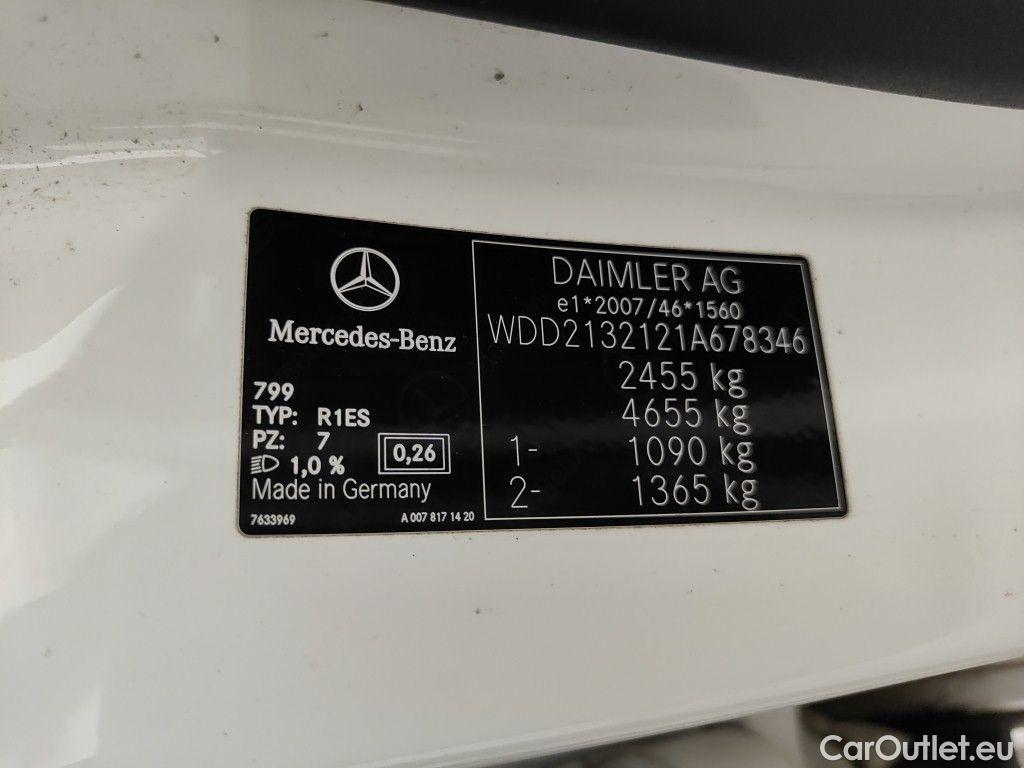 Mercedes-Benz
799
TYP: R1ES
PZ: 7
1,0 %
0,26
Made in Germany
7633969
A 007 817 14 20
DAIMLER AG
e1*2007/46*1560
WDD2132121A678346
2455 kg
4655 kg
1- 1090 kg
2- 1365 kg
CarOutlet.eu